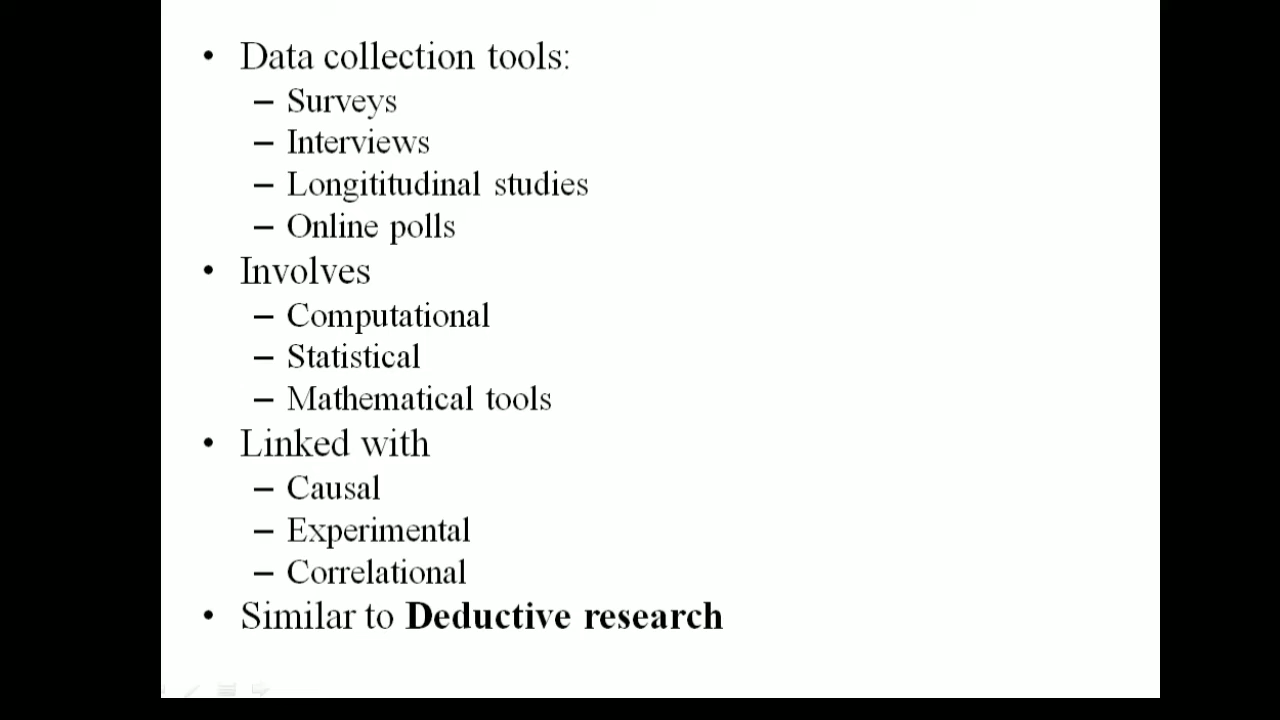 • Data collection tools:
– Surveys
– Interviews
– Longititudinal studies
– Online polls
• Involves
– Computational
– Statistical
– Mathematical tools
• Linked with
– Causal
– Experimental
– Correlational
• Similar to Deductive research